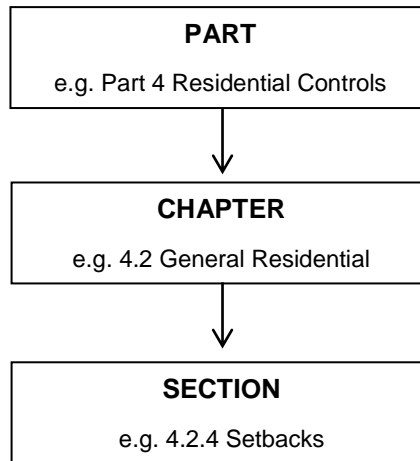 PART
e.g. Part 4 Residential Controls
CHAPTER
e.g. 4.2 General Residential
SECTION
e.g. 4.2.4 Setbacks